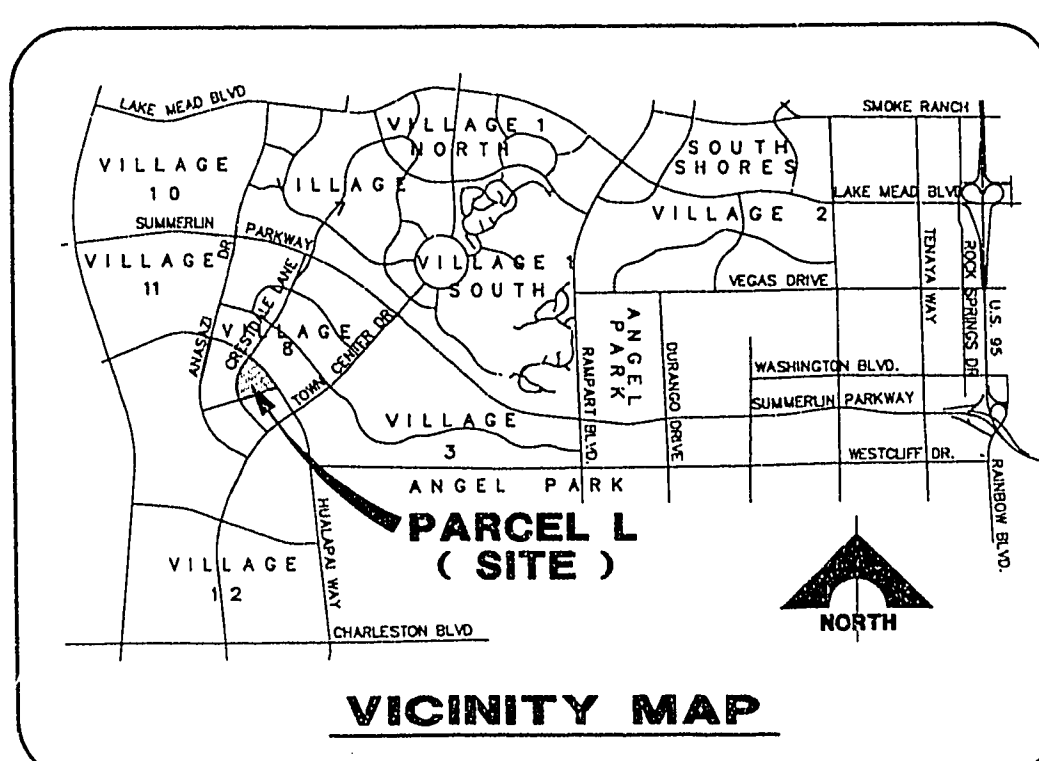 LAKE MEAD BLVD
SMOKE RANCH
VILLAGE 1
NORTH
SOUTH
SHORES
VILLAGE
10
VILLAGE
7
LAKE MEAD BLVD
VILLAGE 2
SUMMERLIN PARKWAY
VILLAGE
11
DR
ANASAZI
CRESTDALE LANE
VILLAGE 1
SOUTH
VEGAS DRIVE
TENAYA WAY
ROCK SPRINGS DR
U.S. 95
VILLAGE
8
TOWN CENTER DR
ANGEL
PARK
RAMPART BLVD.
DURANGO DRIVE
WASHINGTON BLVD.
SUMMERLIN PARKWAY
VILLAGE
3
WESTCLIFF DR.
RAINBOW BLVD.
ANGEL PARK
PARCEL L
( SITE )
HUALAPAI WAY
VILLAGE
12
CHARLESTON BLVD
NORTH
VICINITY MAP